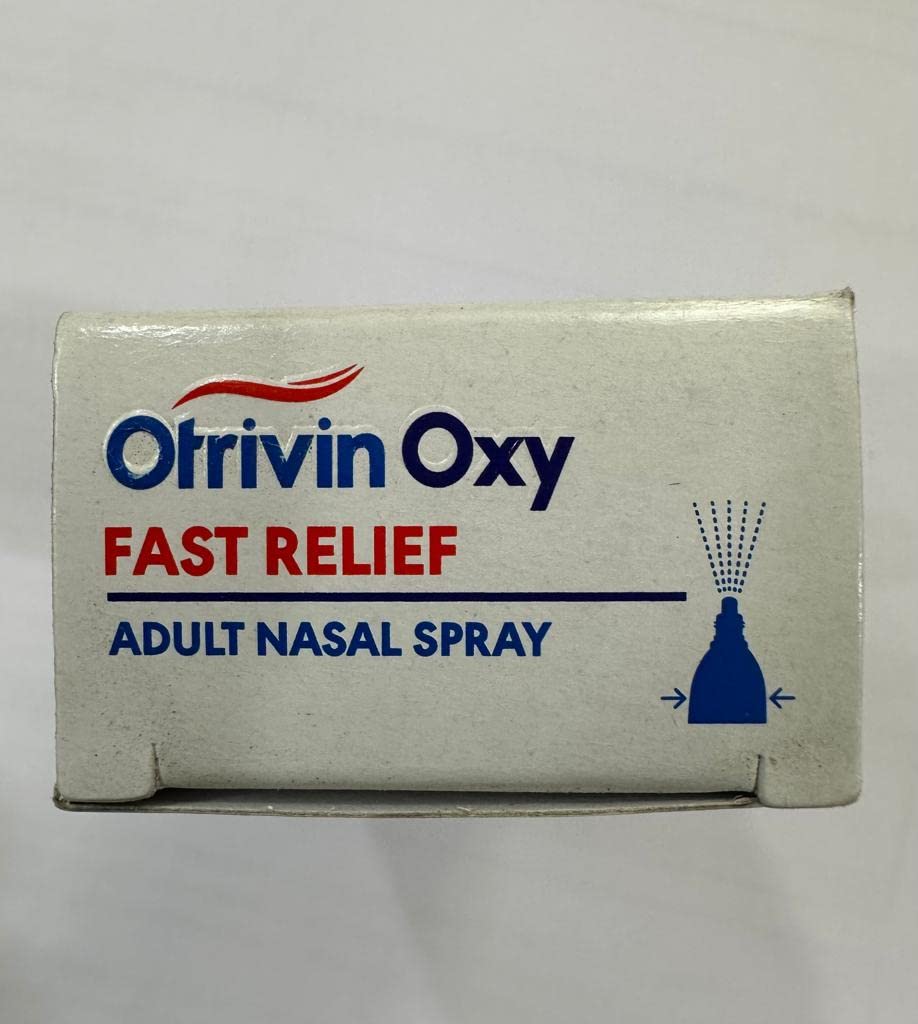 Otrivin Oxy
FAST RELIEF
ADULT NASAL SPRAY